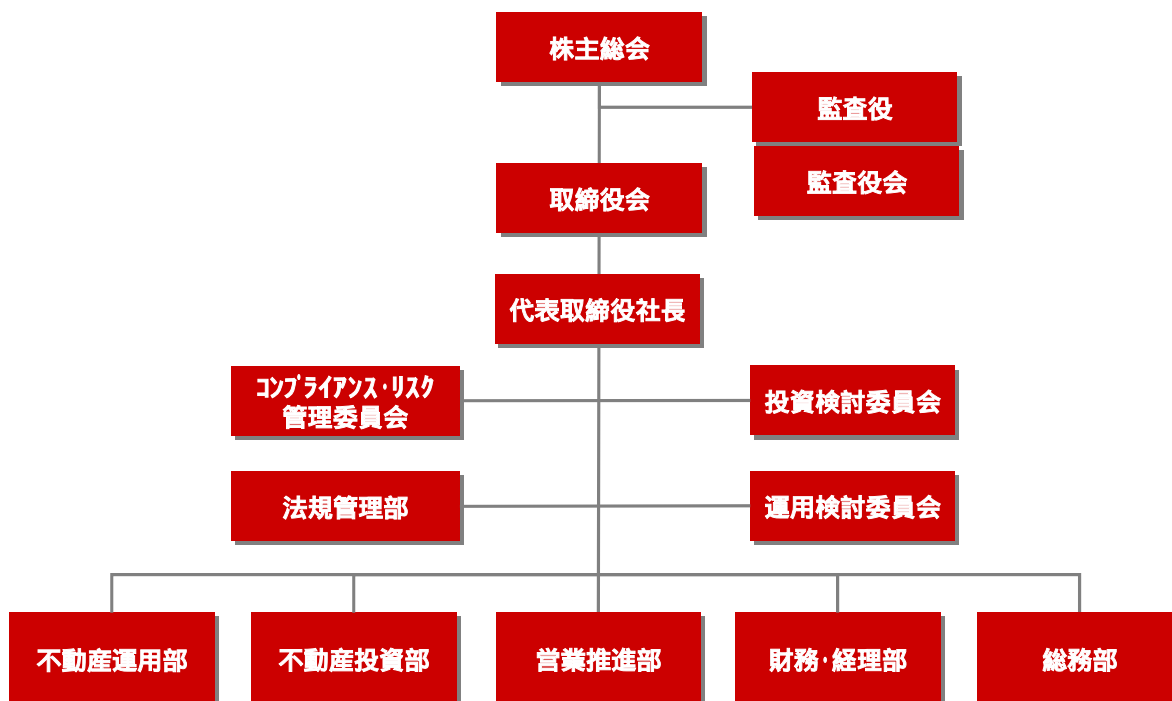 株主総会
監査役
監査役会
取締役会
代表取締役社長
ｺﾝﾌﾟﾗｲｱﾝｽ･ﾘｽｸ
管理委員会
投資検討委員会
法規管理部
運用検討委員会
不動産運用部
不動産投資部
営業推進部
財務･経理部
総務部